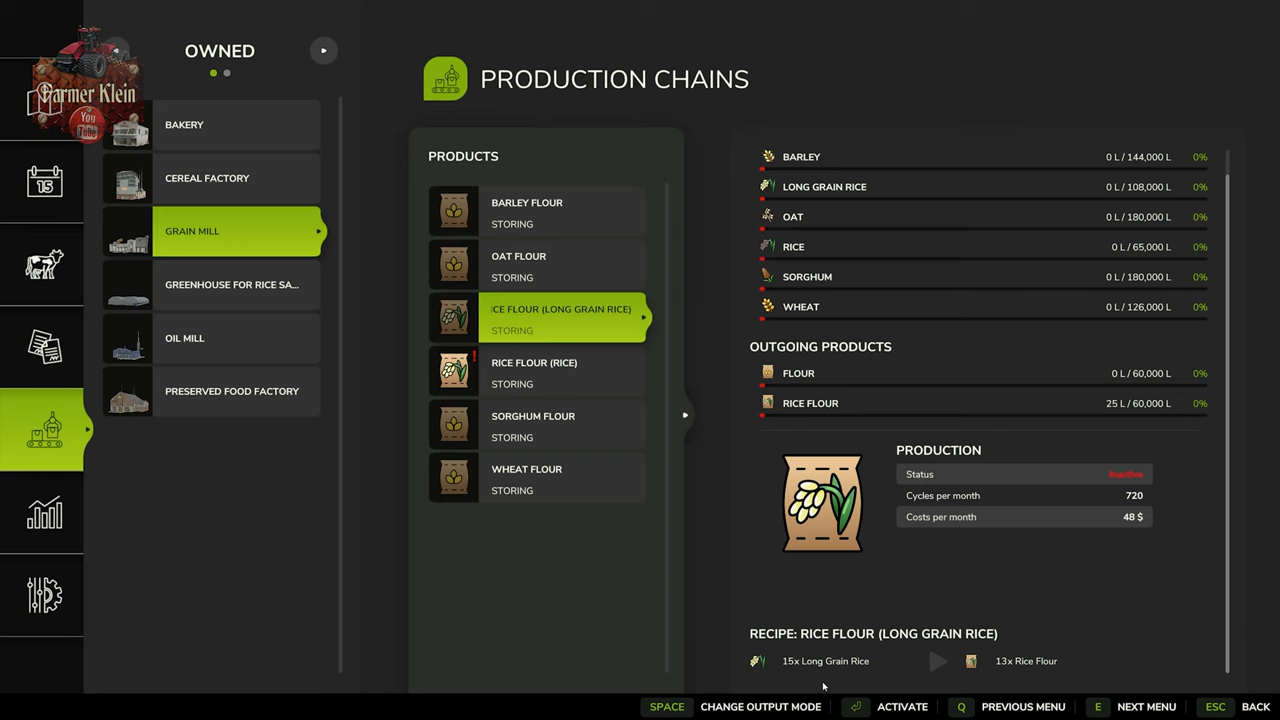 Farmer Klein
You
Tube
OWNED
BAKERY
CEREAL FACTORY
GRAIN MILL
GREENHOUSE FOR RICE SA...
OIL MILL
PRESERVED FOOD FACTORY
15
PRODUCTION CHAINS
PRODUCTS
BARLEY FLOUR
STORING
OAT FLOUR
STORING
ICE FLOUR (LONG GRAIN RICE)
STORING
RICE FLOUR (RICE)
STORING
SORGHUM FLOUR
STORING
WHEAT FLOUR
STORING
BARLEY 0 L / 144,000 L 0%
LONG GRAIN RICE 0 L / 108,000 L 0%
OAT 0 L / 180,000 L 0%
RICE 0 L / 65,000 L 0%
SORGHUM 0 L / 180,000 L 0%
WHEAT 0 L / 126,000 L 0%
OUTGOING PRODUCTS
FLOUR 0 L / 60,000 L 0%
RICE FLOUR 25 L / 60,000 L 0%
PRODUCTION
Status Inactive
Cycles per month 720
Costs per month 48 $
RECIPE: RICE FLOUR (LONG GRAIN RICE)
15x Long Grain Rice 13x Rice Flour
SPACE CHANGE OUTPUT MODE ACTIVATE Q PREVIOUS MENU E NEXT MENU ESC BACK